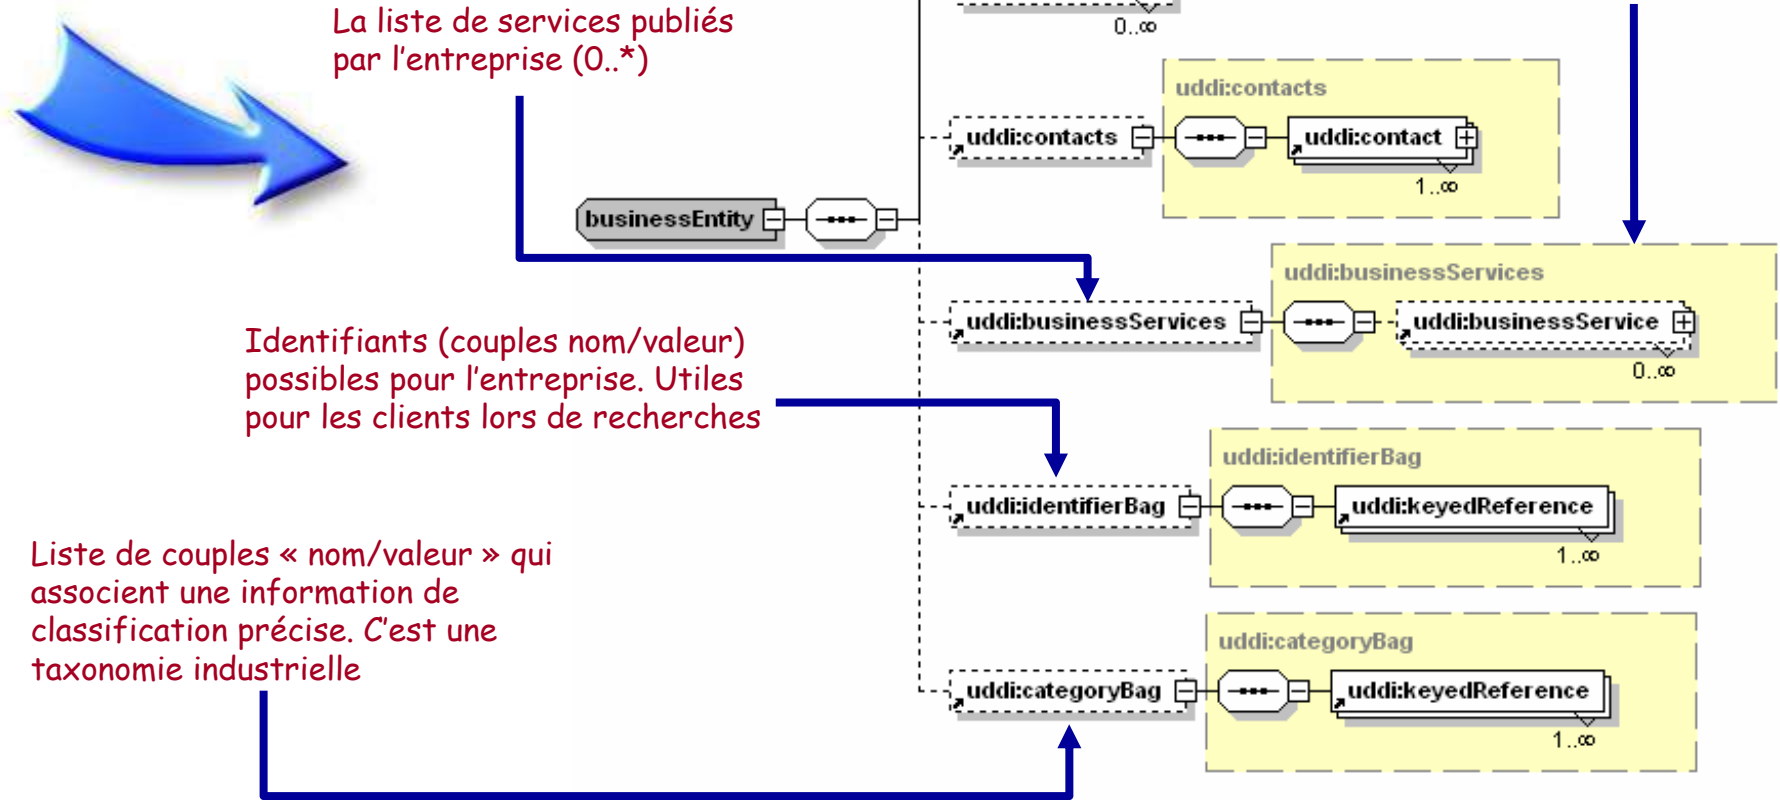 La liste de services publiés
par l'entreprise (0..*)
0..∞
uddi:contacts
uddi:contacts
uddi:contact
1..∞
businessEntity
uddi:businessServices
uddi:businessServices
uddi:businessService
0..∞
Identifiants (couples nom/valeur)
possibles pour l'entreprise. Utiles
pour les clients lors de recherches
uddi:identifierBag
uddi:identifierBag
uddi:keyedReference
1..∞
Liste de couples « nom/valeur » qui
associent une information de
classification précise. C'est une
taxonomie industrielle
uddi:categoryBag
uddi:categoryBag
uddi:keyedReference
1..∞